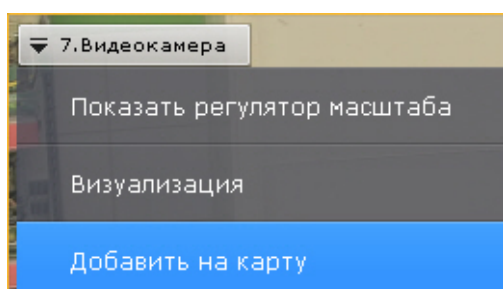 7.Видеокамера
Показать регулятор масштаба
Визуализация
Добавить на карту